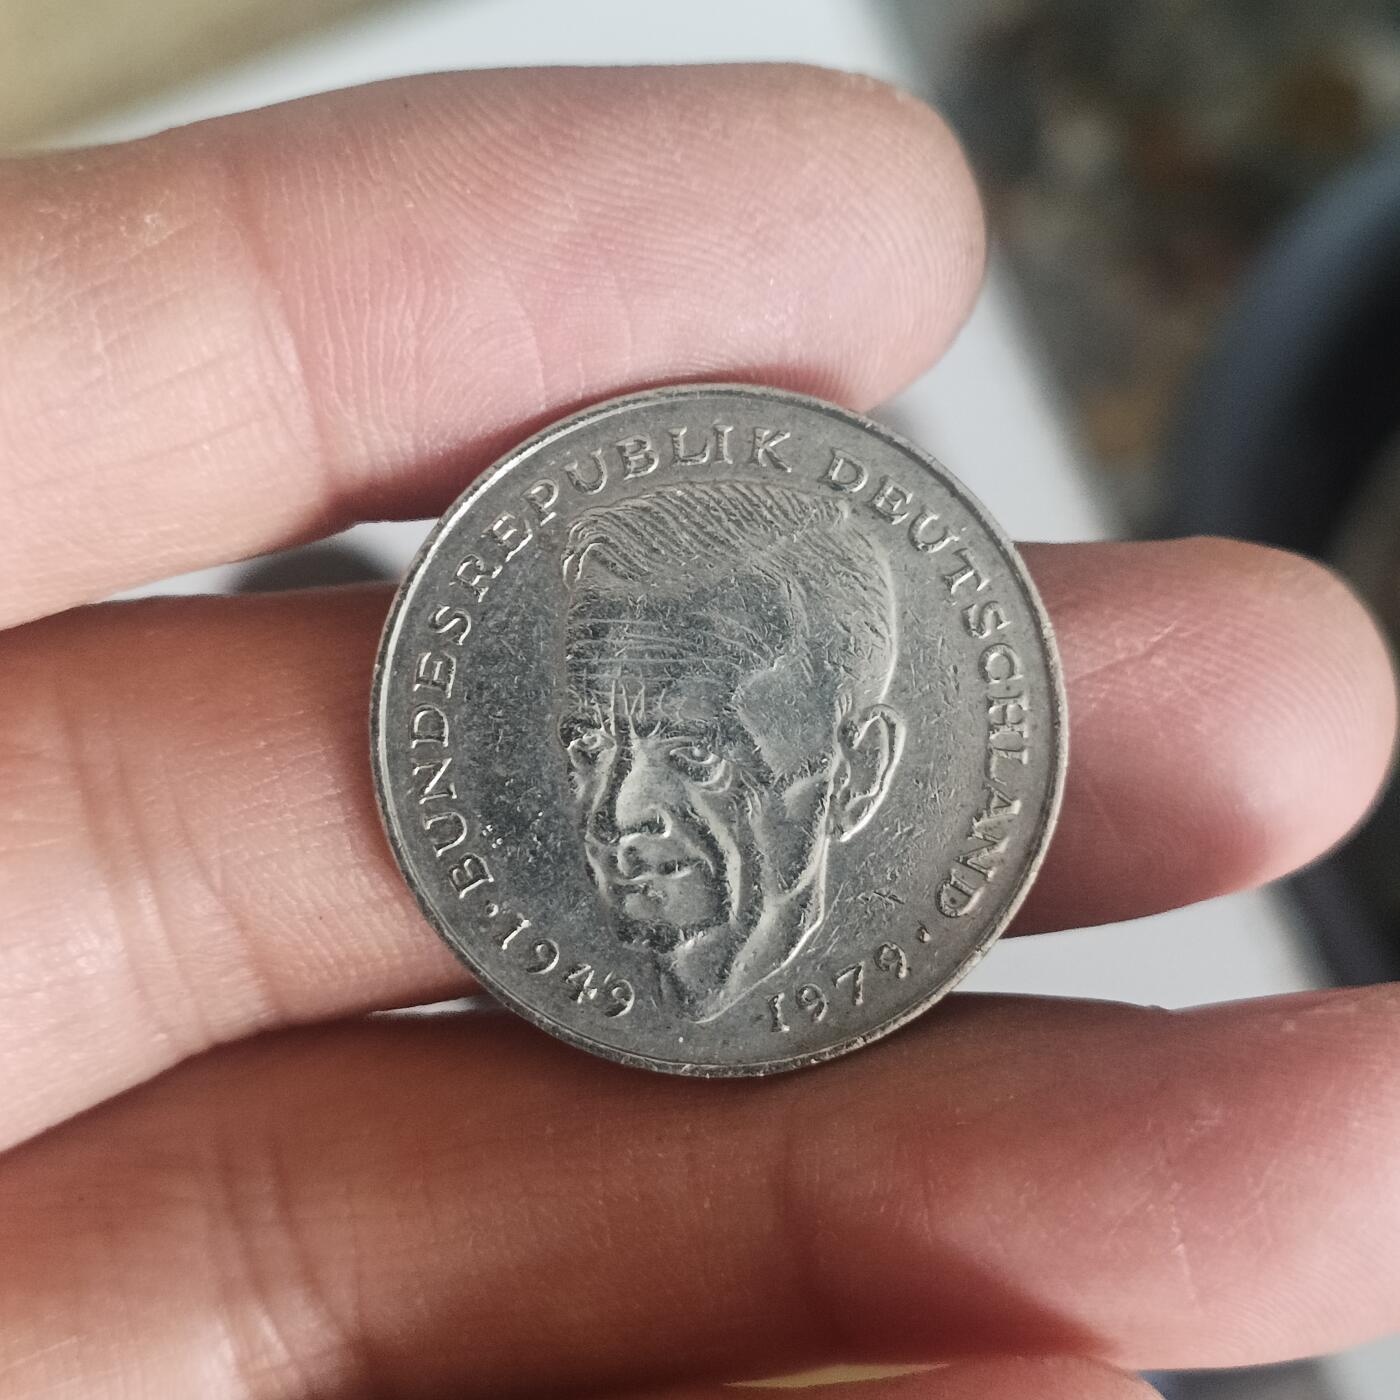 BUNDESREPUBLIK DEUTSCHLAND
· 1949 1979 ·